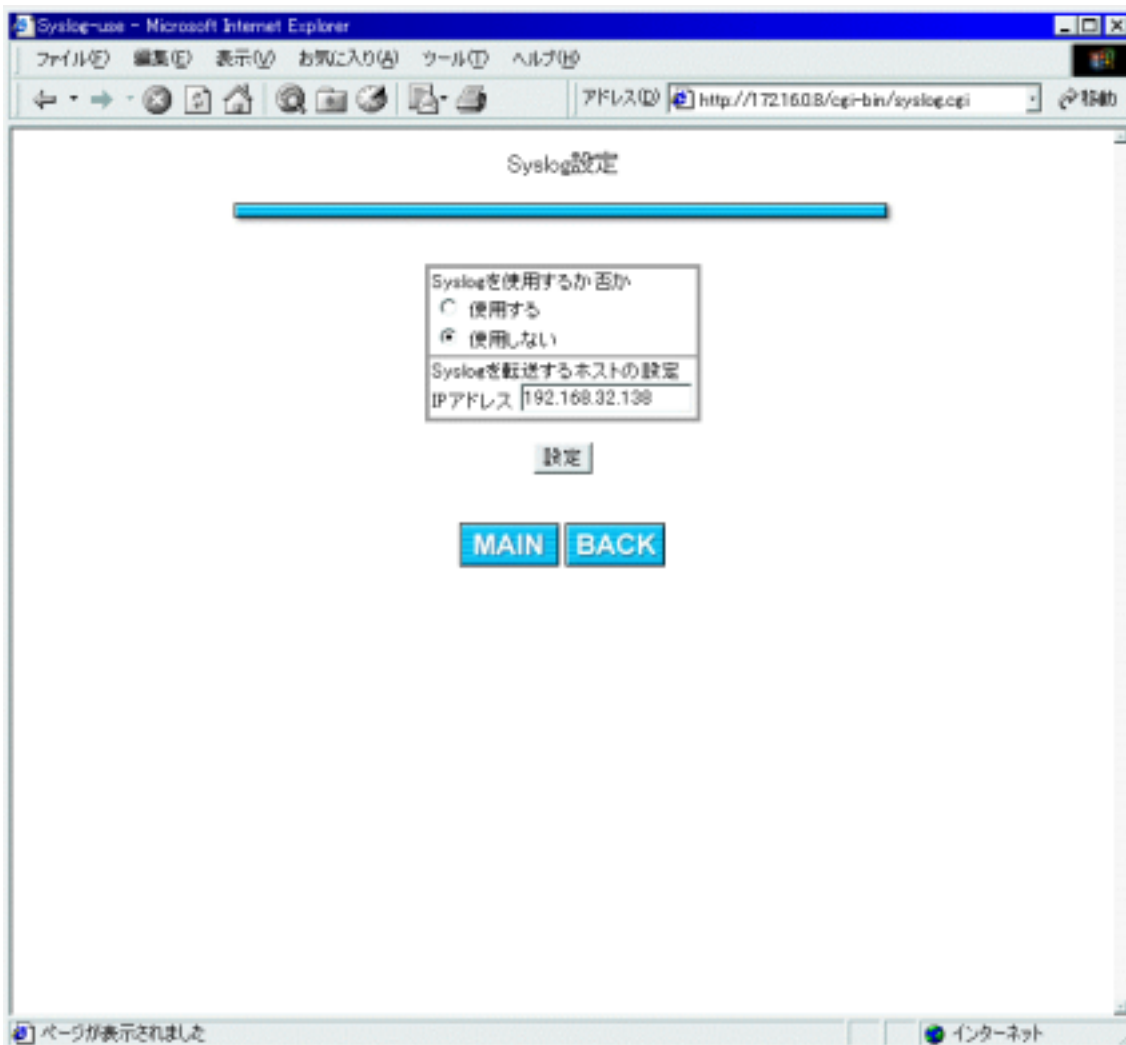 Syslog-use - Microsoft Internet Explorer
ファイル(F) 編集(E) 表示(V) お気に入り(A) ツール(T) ヘルプ(H)
アドレス(D) http://172.16.0.8/cgi-bin/syslog.cgi 移動
Syslog設定
Syslogを使用するか否か
使用する
使用しない
Syslogを転送するホストの設定
IPアドレス 192.168.32.138
設定
MAIN BACK
ページが表示されました インターネット